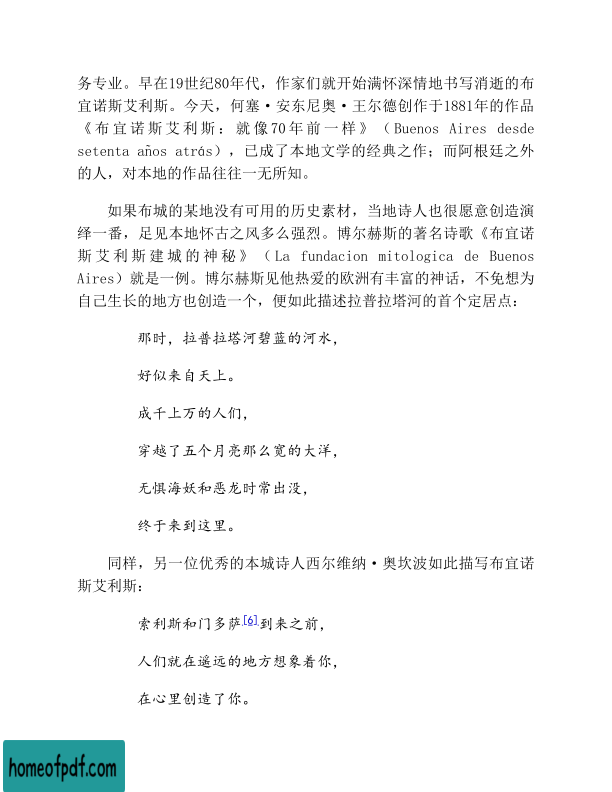 务专业。早在19世纪80年代，作家们就开始满怀深情地书写消逝的布
宜诺斯艾利斯。今天，何塞·安东尼奥·王尔德创作于1881年的作品
《布宜诺斯艾利斯：就像70年前一样》（Buenos Aires desde
setenta años atrás），已成了本地文学的经典之作；而阿根廷之外
的人，对本地的作品往往一无所知。
如果布城的某地没有可用的历史素材，当地诗人也很愿意创造演
绎一番，足见本地怀古之风多么强烈。博尔赫斯的著名诗歌《布宜诺
斯艾利斯建城的神秘》（La fundacion mitologica de Buenos
Aires）就是一例。博尔赫斯见他热爱的欧洲有丰富的神话，不免想为
自己生长的地方也创造一个，便如此描述拉普拉塔河的首个定居点：
那时，拉普拉塔河碧蓝的河水，
好似来自天上。
成千上万的人们，
穿越了五个月亮那么宽的大洋，
无惧海妖和恶龙时常出没，
终于来到这里。
同样，另一位优秀的本城诗人西尔维纳·奥坎波如此描写布宜诺
斯艾利斯：
索利斯和门多萨[6]到来之前，
人们就在遥远的地方想象着你，
在心里创造了你。
homeofpdf.com